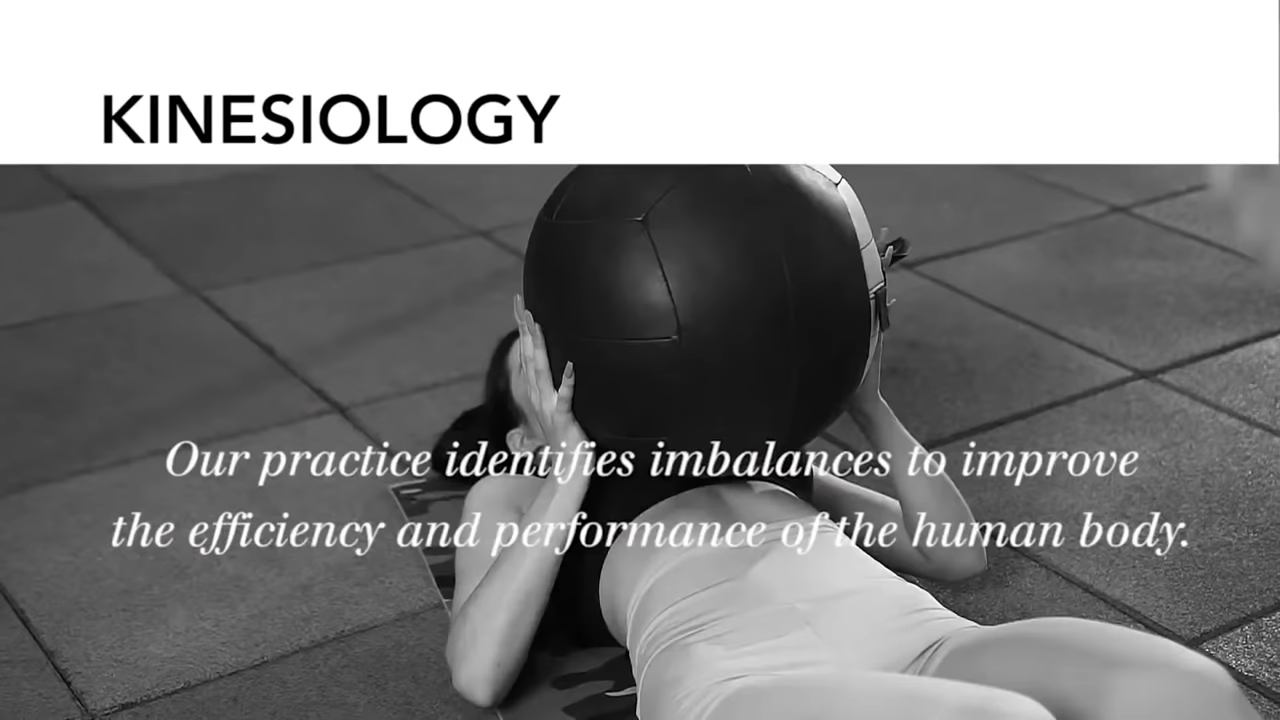 KINESIOLOGY
Our practice identifies imbalances to improve
the efficiency and performance of the human body.